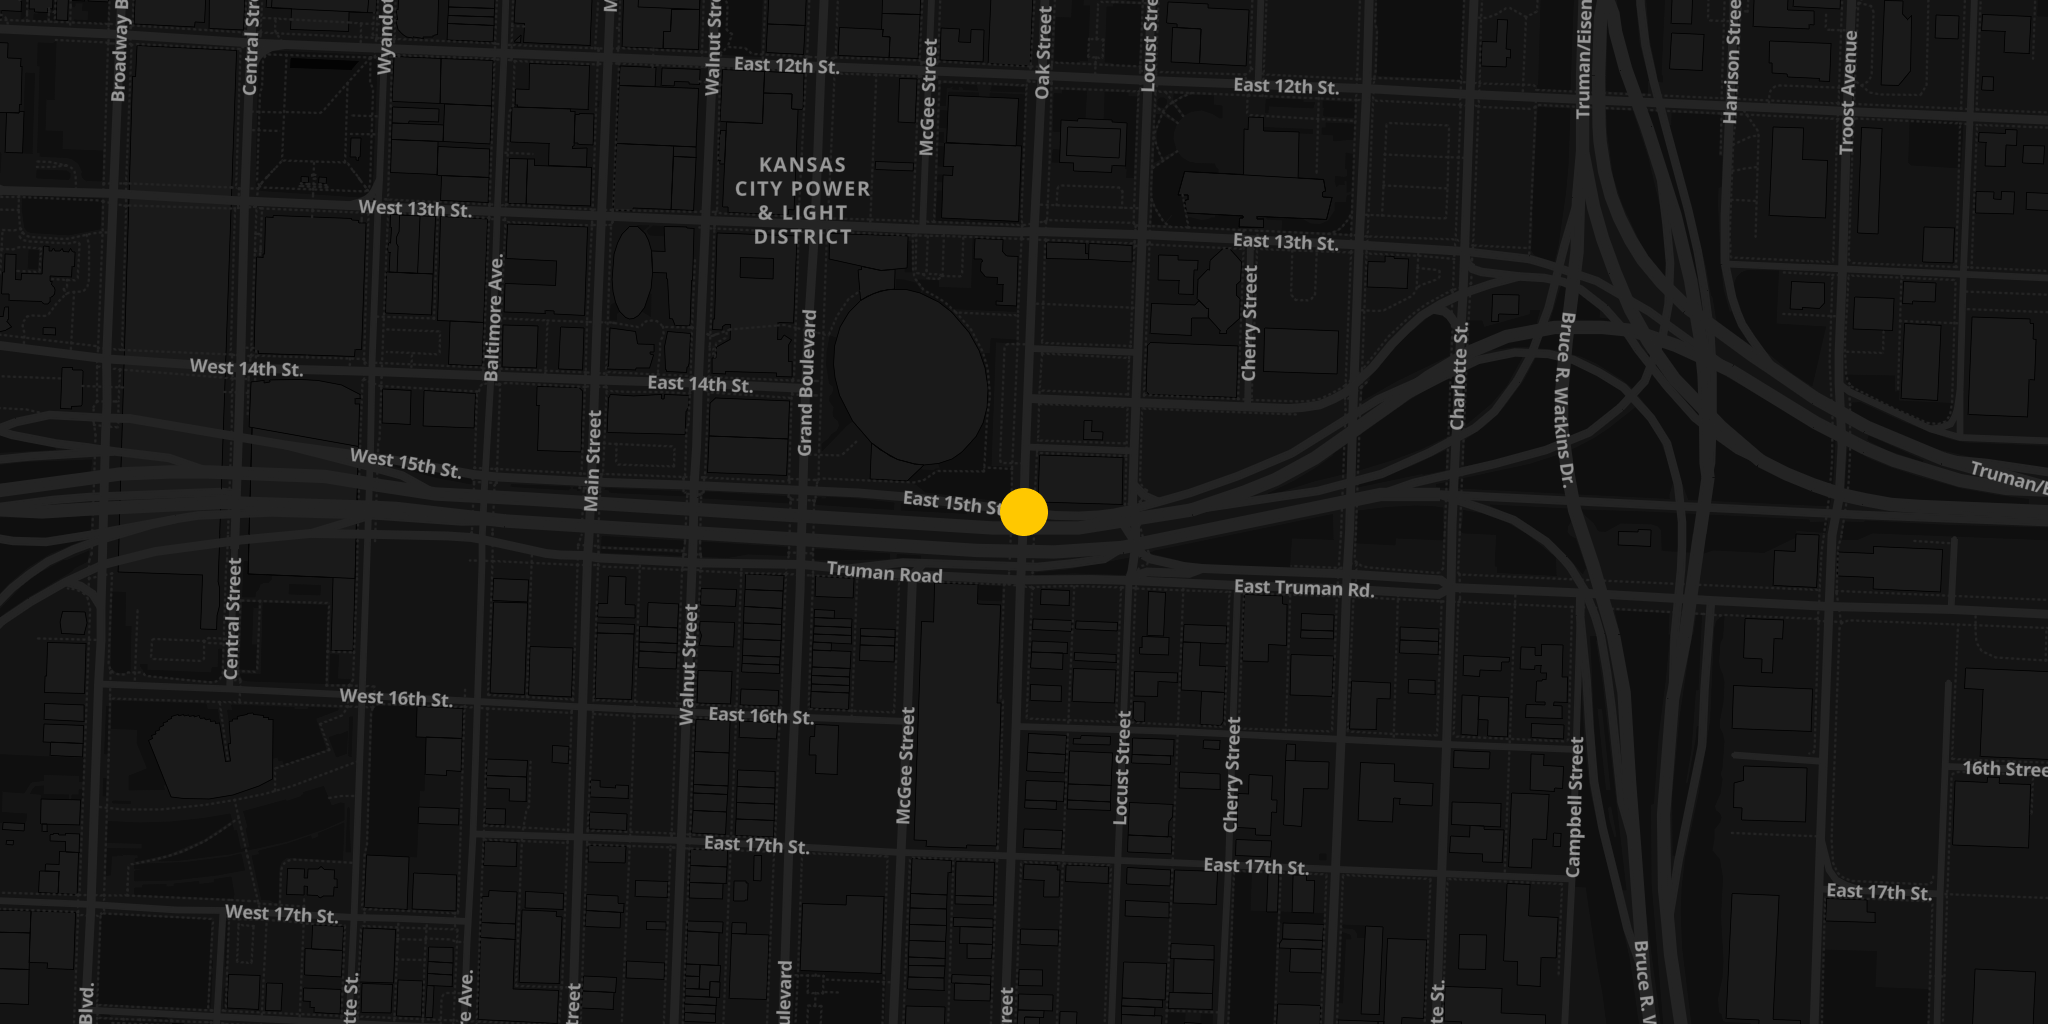 Broadway B
Central Stre
Wyandot
M
Walnut Stre
McGee Street
Oak Street
Locust Stre
Truman/Eisen
Harrison Stree
Troost Avenue
East 12th St.
East 12th St.
KANSAS
CITY POWER
& LIGHT
DISTRICT
West 13th St.
East 13th St.
Baltimore Ave.
Grand Boulevard
Cherry Street
Charlotte St.
Bruce R. Watkins Dr.
West 14th St.
East 14th St.
Main Street
West 15th St.
East 15th St
Truman/E
Truman Road
East Truman Rd.
Central Street
Walnut Street
West 16th St.
East 16th St.
McGee Street
Locust Street
Cherry Street
Campbell Street
16th Stree
East 17th St.
East 17th St.
East 17th St.
West 17th St.
Blvd.
tte St.
re Ave.
treet
ulevard
reet
te St.
Bruce R. W